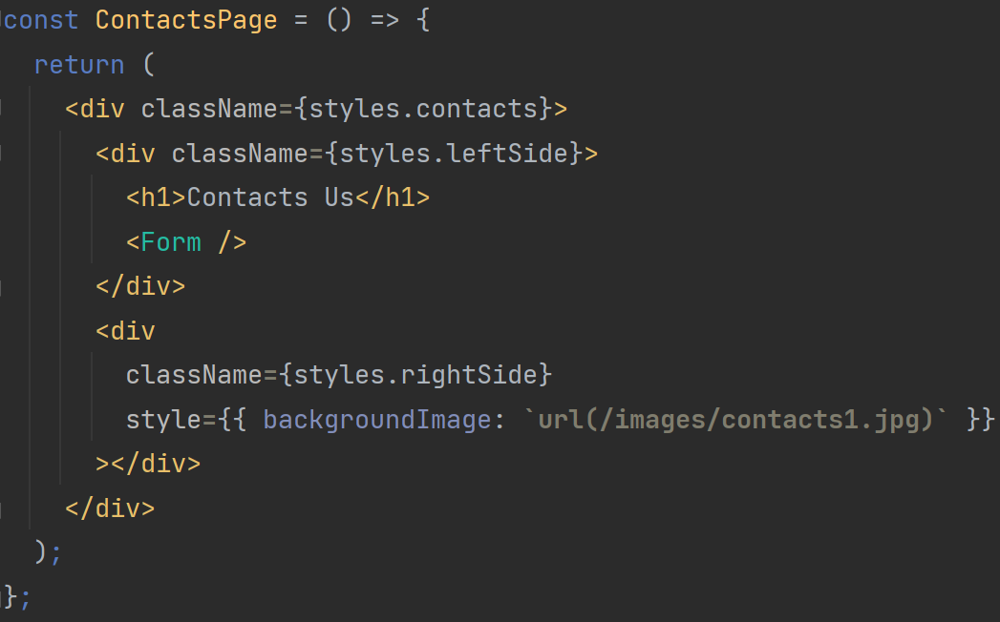 const ContactsPage = () => {
  return (
    <div className={styles.contacts}>
      <div className={styles.leftSide}>
        <h1>Contacts Us</h1>
        <Form />
      </div>
      <div
        className={styles.rightSide}
        style={{ backgroundImage: `url(/images/contacts1.jpg)` }}
      ></div>
    </div>
  );
};